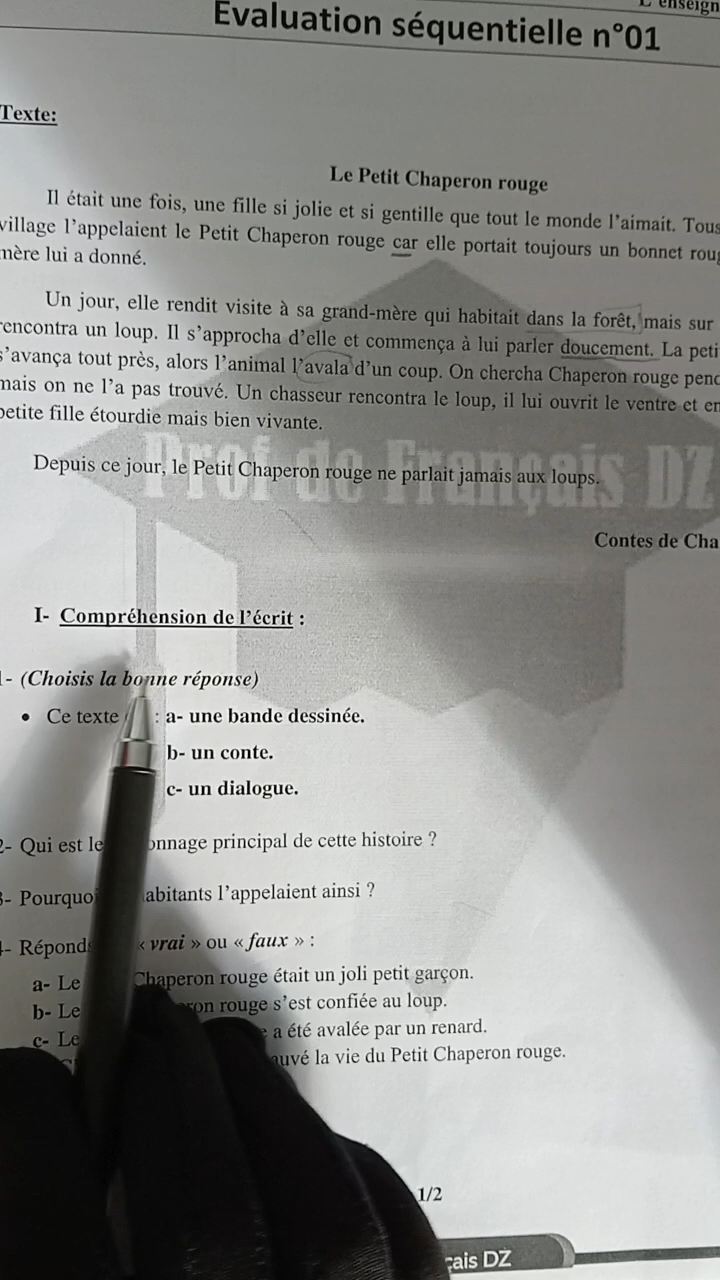 L'enseign
Evaluation séquentielle n°01
Texte:
Le Petit Chaperon rouge
Il était une fois, une fille si jolie et si gentille que tout le monde l'aimait. Tous
village l'appelaient le Petit Chaperon rouge car elle portait toujours un bonnet roug
mère lui a donné.
Un jour, elle rendit visite à sa grand-mère qui habitait dans la forêt, mais sur
rencontra un loup. Il s'approcha d'elle et commença à lui parler doucement. La peti
s'avança tout près, alors l'animal l'avala d'un coup. On chercha Chaperon rouge pend
mais on ne l'a pas trouvé. Un chasseur rencontra le loup, il lui ouvrit le ventre et en
petite fille étourdie mais bien vivante.
Prof de Français DZ
Depuis ce jour, le Petit Chaperon rouge ne parlait jamais aux loups.
Contes de Cha
I- Compréhension de l'écrit :
1- (Choisis la bonne réponse)
• Ce texte : a- une bande dessinée.
b- un conte.
c- un dialogue.
2- Qui est le onnage principal de cette histoire ?
3- Pourquoi abitants l'appelaient ainsi ?
4- Réponds « vrai » ou « faux » :
a- Le Chaperon rouge était un joli petit garçon.
b- Le ron rouge s'est confiée au loup.
c- Le a été avalée par un renard.
auvé la vie du Petit Chaperon rouge.
1/2
çais DZ